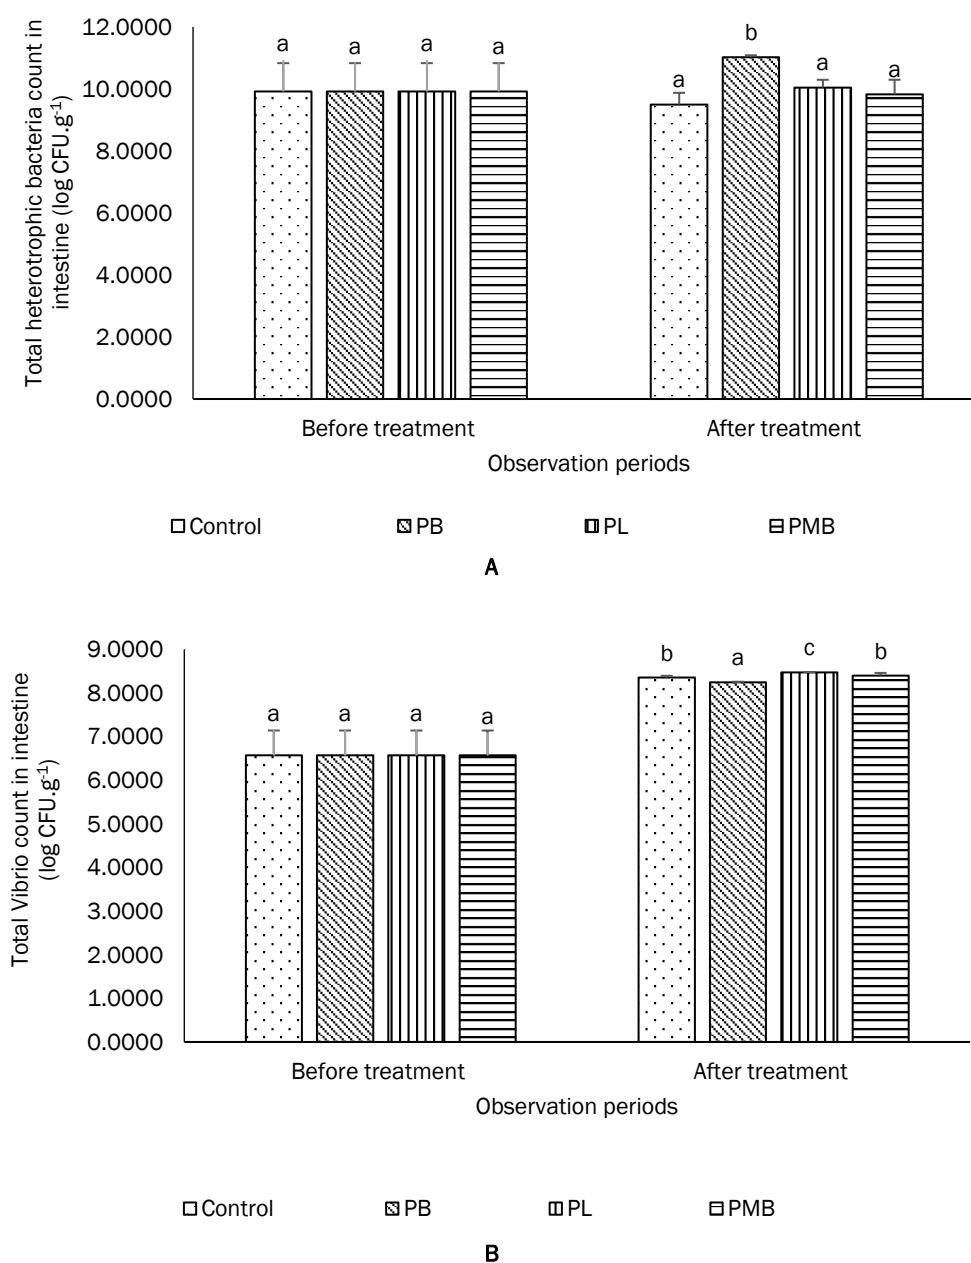 Total heterotrophic bacteria count in
intestine (log CFU.g-1)
12.0000
10.0000
8.0000
6.0000
4.0000
2.0000
0.0000
a a a a a b a a
Before treatment After treatment
Observation periods
Control PB PL PMB
A
Total Vibrio count in intestine
(log CFU.g-1)
9.0000
8.0000
7.0000
6.0000
5.0000
4.0000
3.0000
2.0000
1.0000
0.0000
a a a a b a c b
Before treatment After treatment
Observation periods
Control PB PL PMB
B